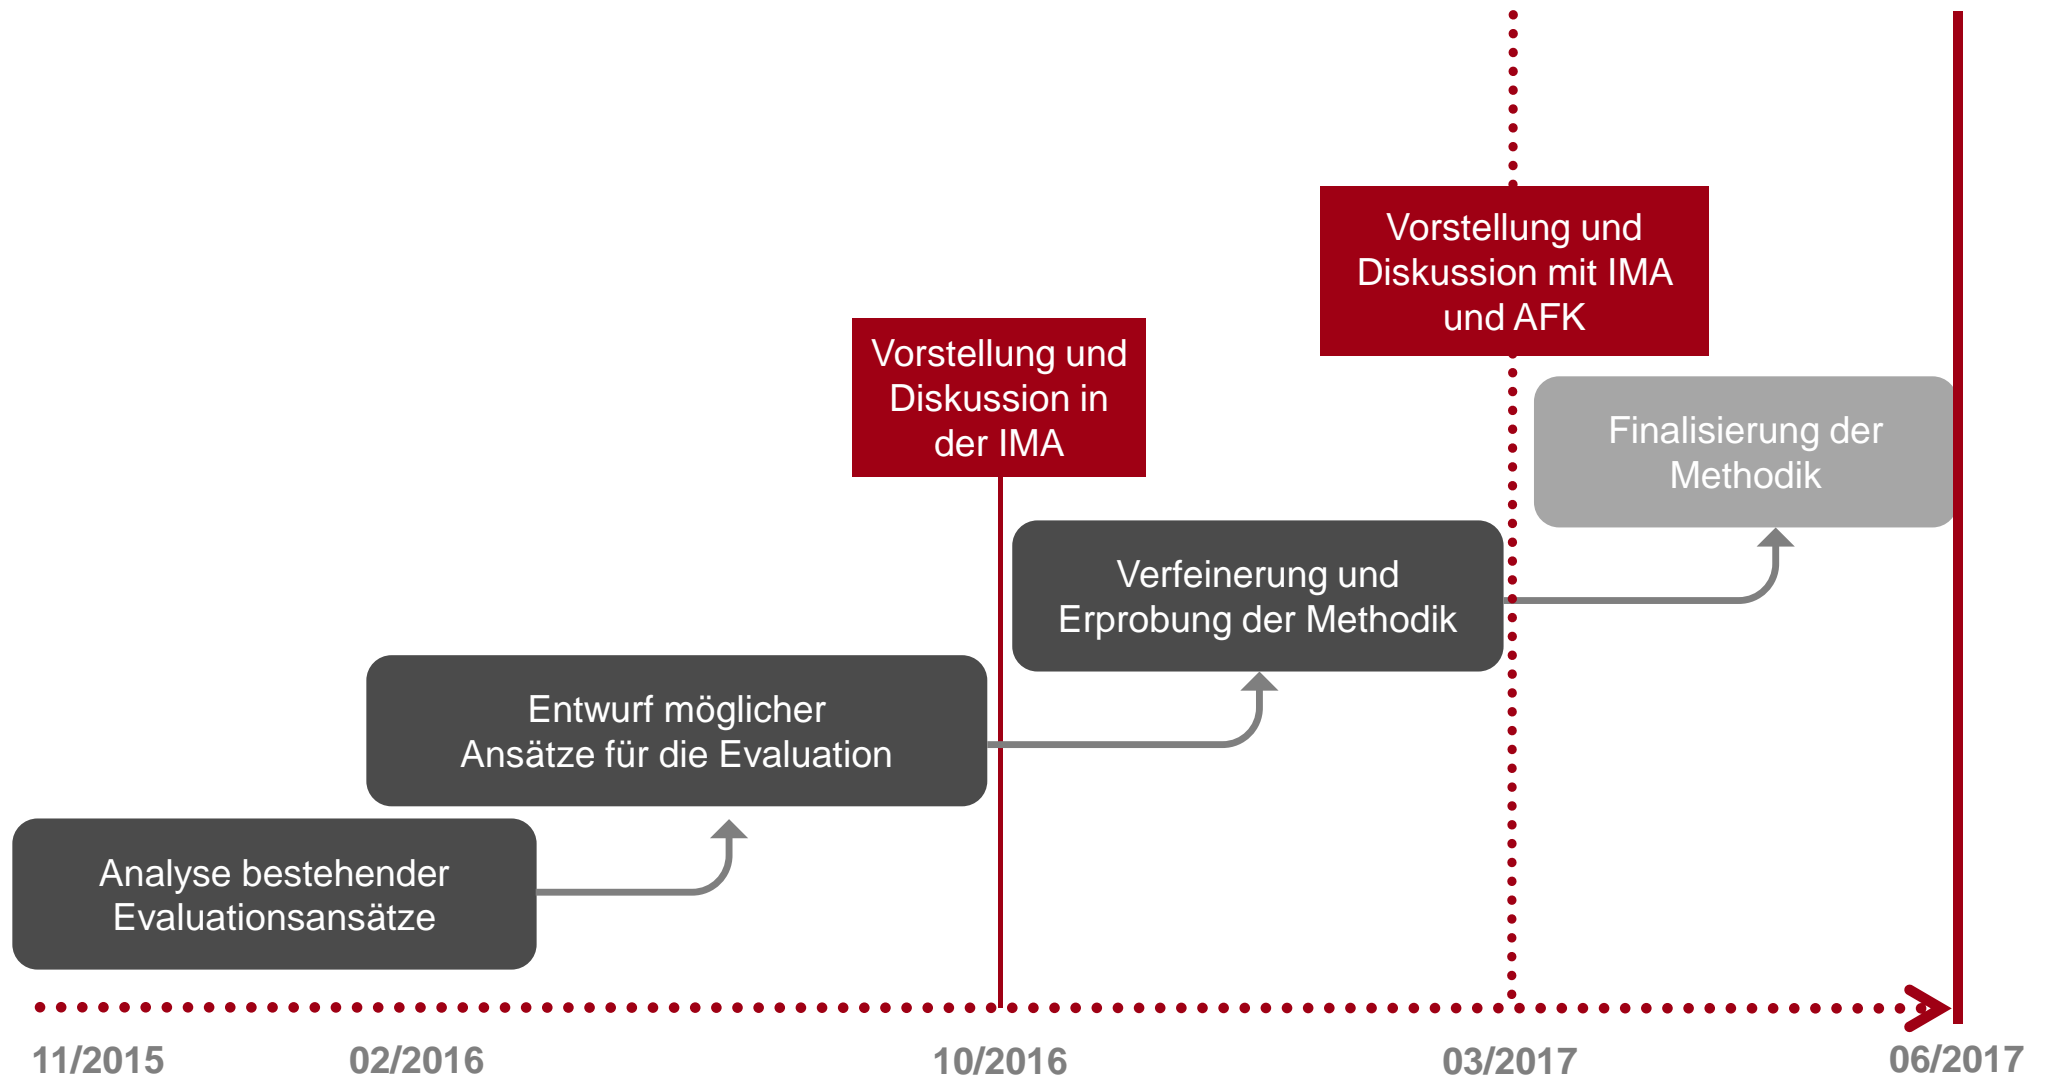 Vorstellung und
Diskussion mit IMA
und AFK
Vorstellung und
Diskussion in
der IMA
Finalisierung der
Methodik
Verfeinerung und
Erprobung der Methodik
Entwurf möglicher
Ansätze für die Evaluation
Analyse bestehender
Evaluationsansätze
11/2015
02/2016
10/2016
03/2017
06/2017